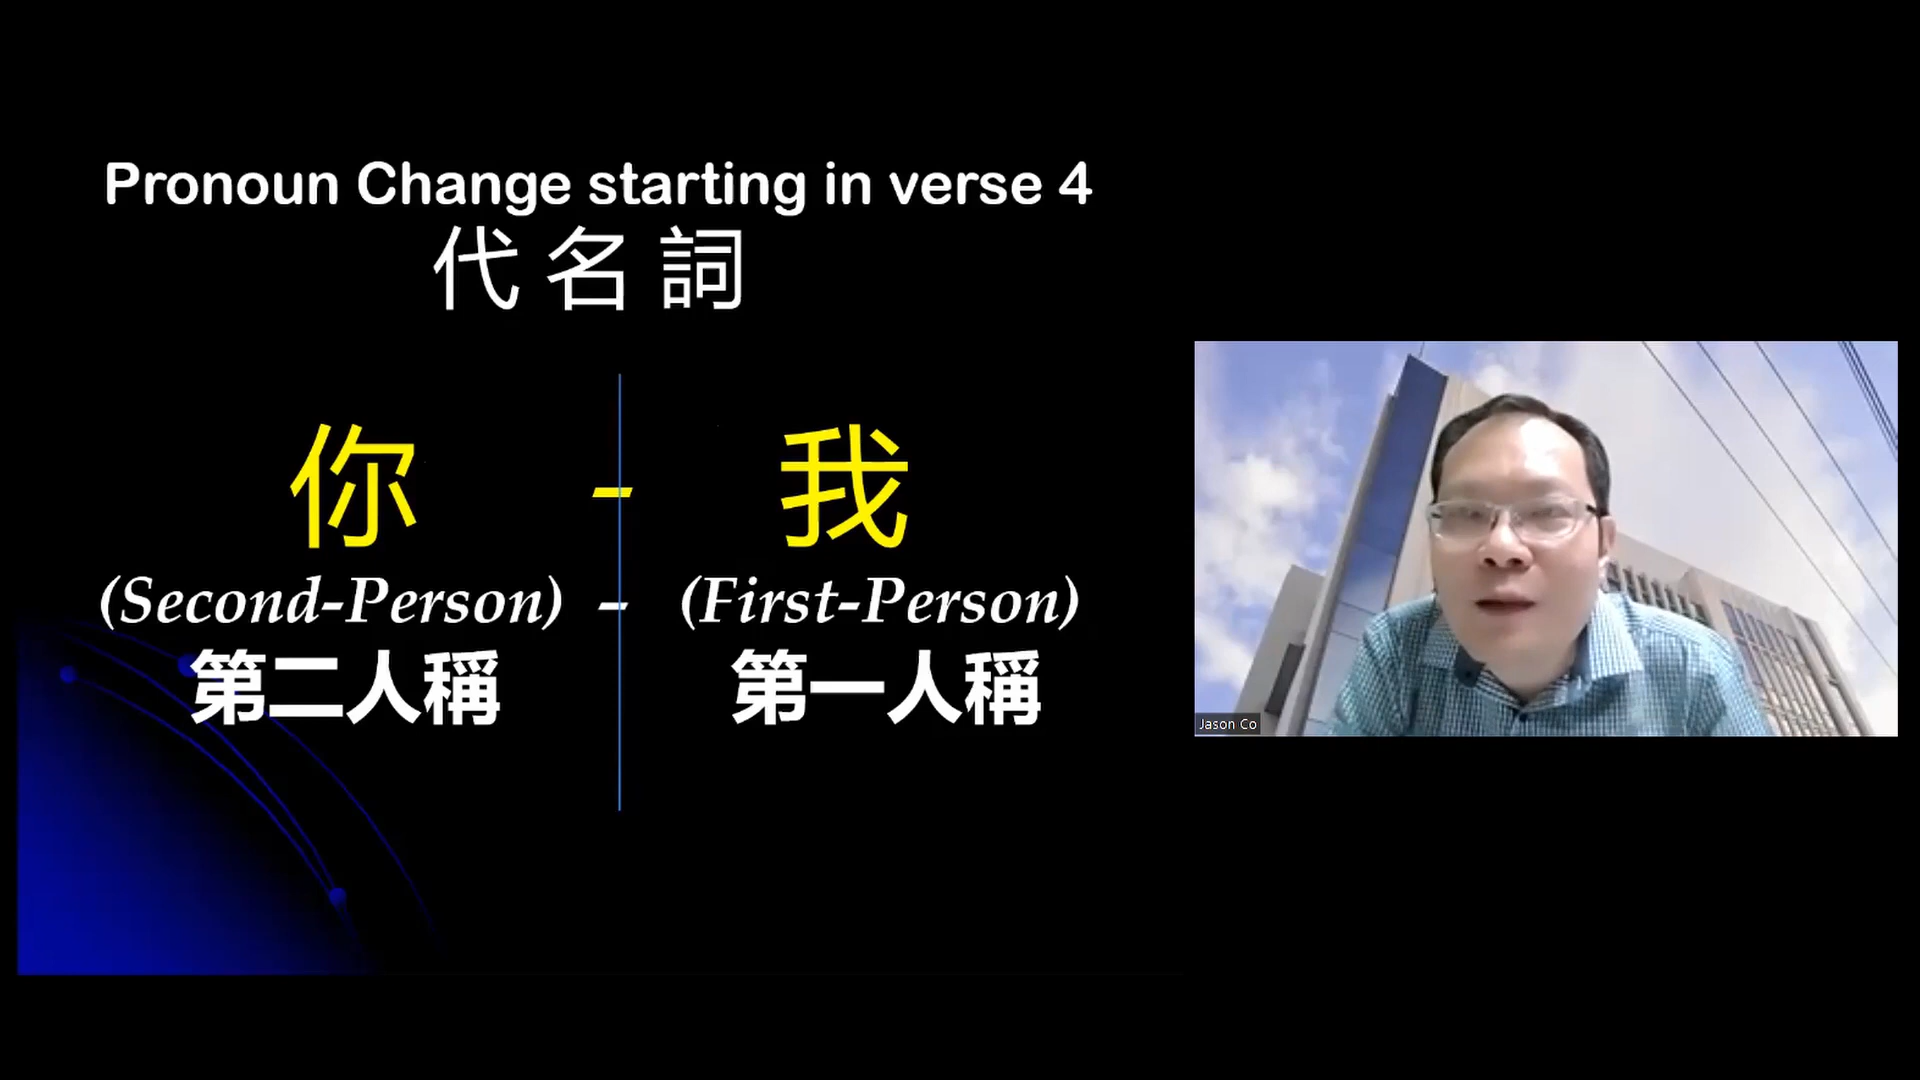 Pronoun Change starting in verse 4
代名詞
你 - 我
(Second-Person) - (First-Person)
第二人稱 第一人稱
Jason Co